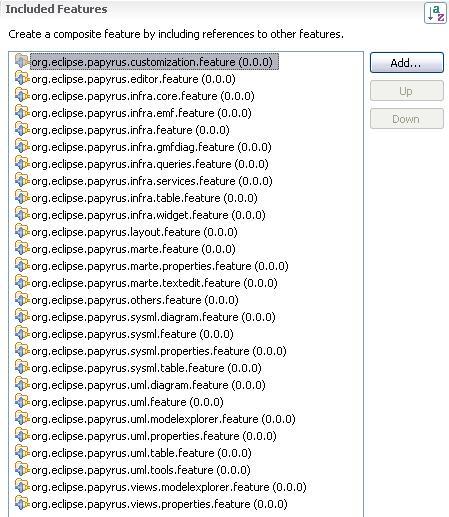 Included Features
a
z
Create a composite feature by including references to other features.
org.eclipse.papyrus.customization.feature (0.0.0)
Add...
org.eclipse.papyrus.editor.feature (0.0.0)
Up
org.eclipse.papyrus.infra.core.feature (0.0.0)
org.eclipse.papyrus.infra.emf.feature (0.0.0)
Down
org.eclipse.papyrus.infra.feature (0.0.0)
org.eclipse.papyrus.infra.gmfdiag.feature (0.0.0)
org.eclipse.papyrus.infra.queries.feature (0.0.0)
org.eclipse.papyrus.infra.services.feature (0.0.0)
org.eclipse.papyrus.infra.table.feature (0.0.0)
org.eclipse.papyrus.infra.widget.feature (0.0.0)
org.eclipse.papyrus.layout.feature (0.0.0)
org.eclipse.papyrus.marte.feature (0.0.0)
org.eclipse.papyrus.marte.properties.feature (0.0.0)
org.eclipse.papyrus.marte.textedit.feature (0.0.0)
org.eclipse.papyrus.others.feature (0.0.0)
org.eclipse.papyrus.sysml.diagram.feature (0.0.0)
org.eclipse.papyrus.sysml.feature (0.0.0)
org.eclipse.papyrus.sysml.properties.feature (0.0.0)
org.eclipse.papyrus.sysml.table.feature (0.0.0)
org.eclipse.papyrus.uml.diagram.feature (0.0.0)
org.eclipse.papyrus.uml.feature (0.0.0)
org.eclipse.papyrus.uml.modelexplorer.feature (0.0.0)
org.eclipse.papyrus.uml.properties.feature (0.0.0)
org.eclipse.papyrus.uml.table.feature (0.0.0)
org.eclipse.papyrus.uml.tools.feature (0.0.0)
org.eclipse.papyrus.views.modelexplorer.feature (0.0.0)
org.eclipse.papyrus.views.properties.feature (0.0.0)